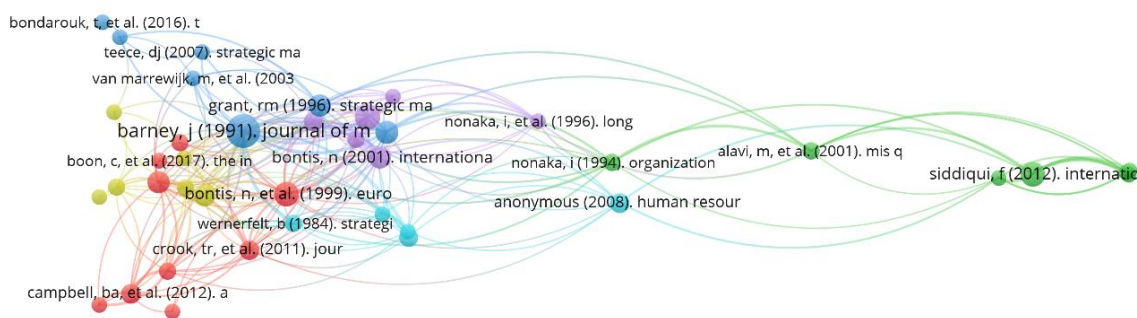 bondarouk, t, et al. (2016). t
teece, dj (2007). strategic ma
van marrewijk, m, et al. (2003
grant, rm (1996). strategic ma
barney, j (1991). journal of m
nonaka, i, et al. (1996). long
boon, c, et al. (2017). the in
bontis, n (2001). internationa
nonaka, i (1994). organization
alavi, m, et al. (2001). mis q
siddiqui, f (2012). internatio
bontis, n, et al. (1999). euro
anonymous (2008). human resour
wernerfelt, b (1984). strategi
crook, tr, et al. (2011). jour
campbell, ba, et al. (2012). a